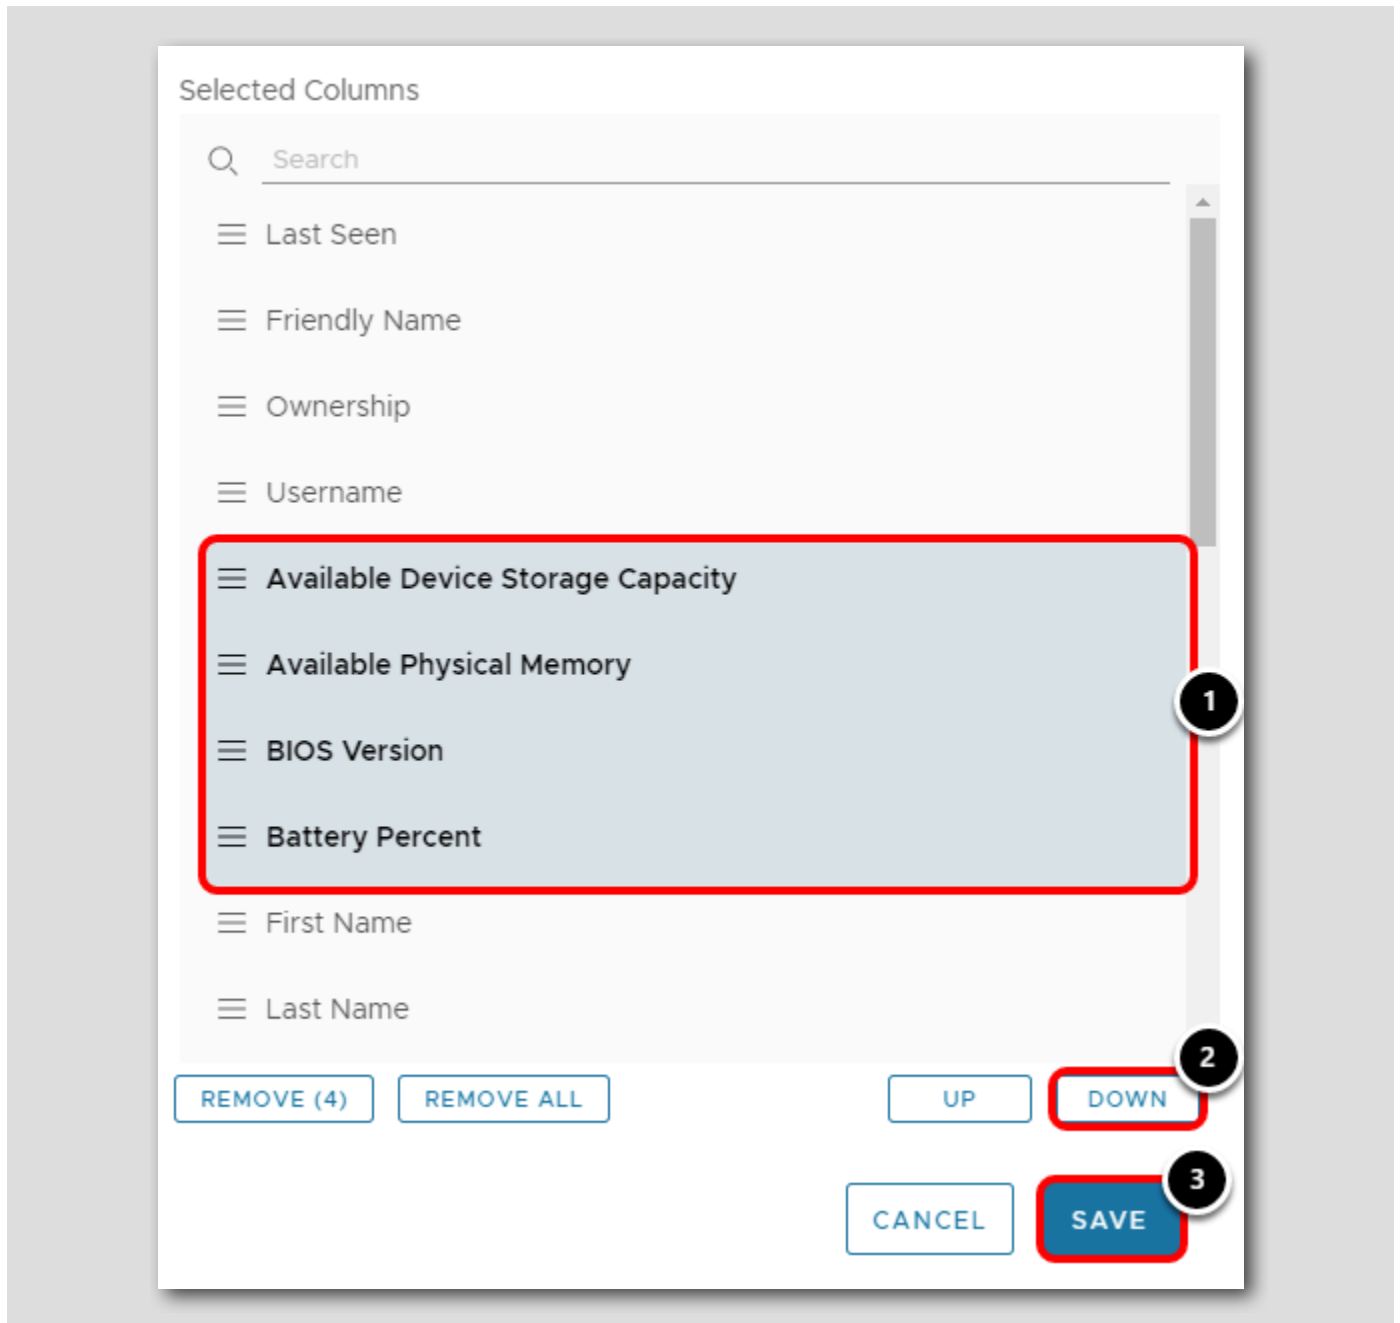 Selected Columns
Search
Last Seen
Friendly Name
Ownership
Username
Available Device Storage Capacity
Available Physical Memory
1
BIOS Version
Battery Percent
First Name
Last Name
2
REMOVE (4) REMOVE ALL UP DOWN
3
CANCEL SAVE